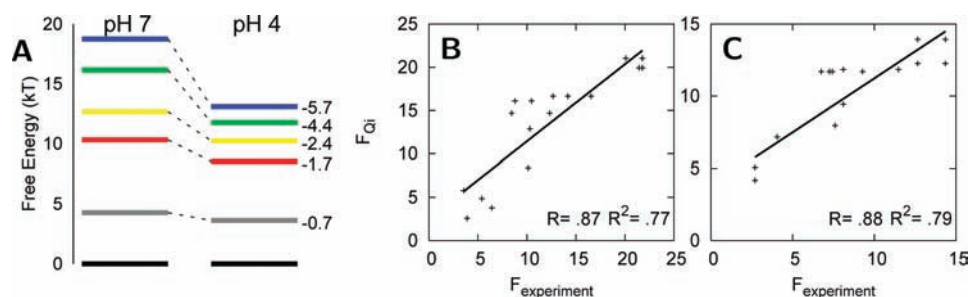 A
pH 7
pH 4
Free Energy (kT)
20
15
10
5
0
-5.7
-4.4
-2.4
-1.7
-0.7
B
F_Qi
25
20
15
10
5
0
R= .87 R² = .77
0 5 10 15 20 25
F_experiment
C
15
10
5
0
R= .88 R² = .79
0 5 10 15
F_experiment